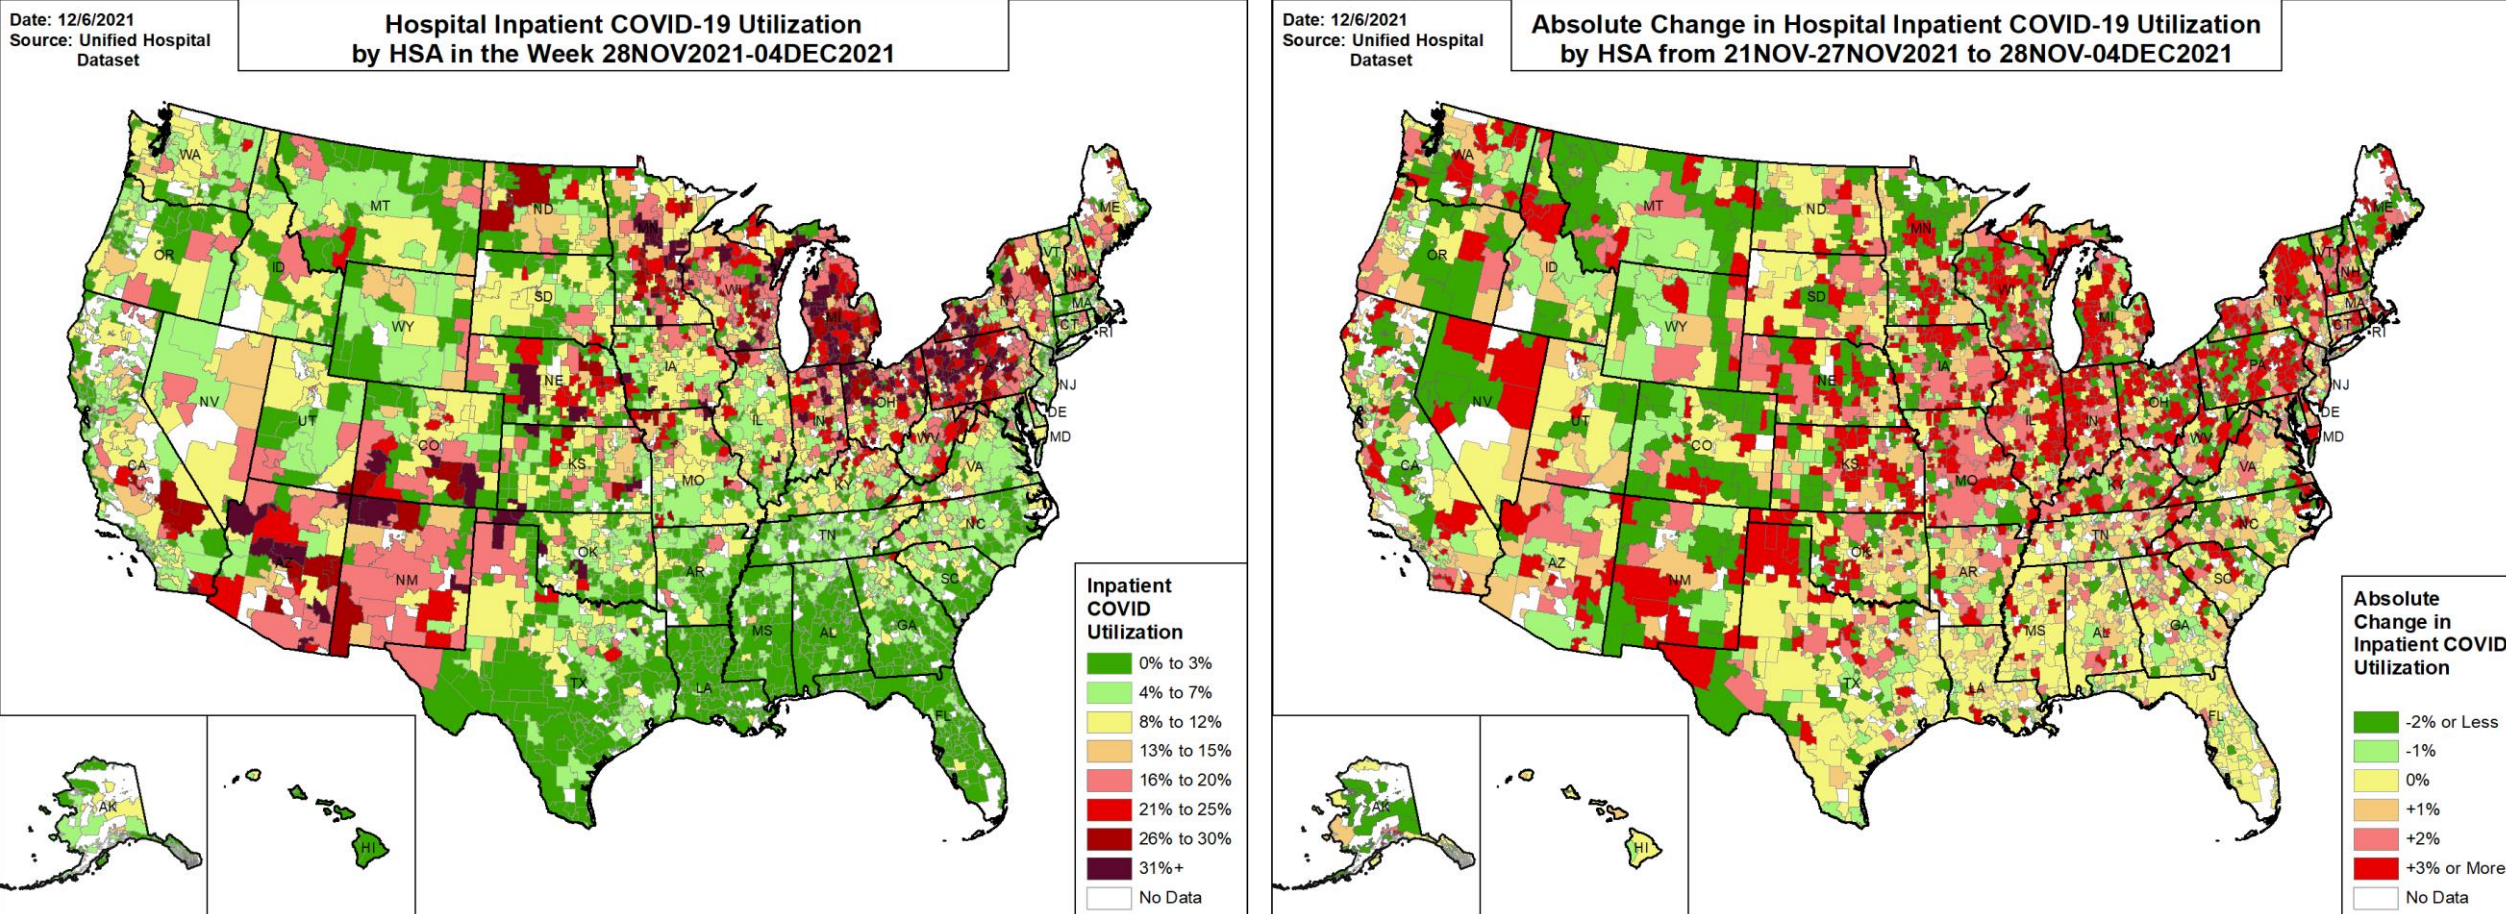 Date: 12/6/2021
Source: Unified Hospital
Dataset
Hospital Inpatient COVID-19 Utilization
by HSA in the Week 28NOV2021-04DEC2021
WA
MT
ND
MN
ME
OR
ID
SD
WI
VT
NH
NY
MA
CT
RI
WY
MI
IA
NE
NJ
NV
UT
CO
IL
IN
OH
DE
MD
WV
CA
KS
MO
KY
VA
NC
TN
OK
AR
AZ
NM
SC
MS
AL
GA
TX
LA
FL
AK
HI
Inpatient
COVID
Utilization
0% to 3%
4% to 7%
8% to 12%
13% to 15%
16% to 20%
21% to 25%
26% to 30%
31%+
No Data
Date: 12/6/2021
Source: Unified Hospital
Dataset
Absolute Change in Hospital Inpatient COVID-19 Utilization
by HSA from 21NOV-27NOV2021 to 28NOV-04DEC2021
WA
MT
ND
MN
ME
OR
ID
SD
WI
VT
NH
NY
MA
CT
RI
WY
MI
IA
NE
PA
NJ
NV
UT
CO
IL
IN
OH
DE
MD
WV
CA
KS
MO
KY
VA
NC
TN
OK
AR
AZ
NM
SC
MS
AL
GA
TX
LA
FL
AK
HI
Absolute
Change in
Inpatient COVID
Utilization
-2% or Less
-1%
0%
+1%
+2%
+3% or More
No Data